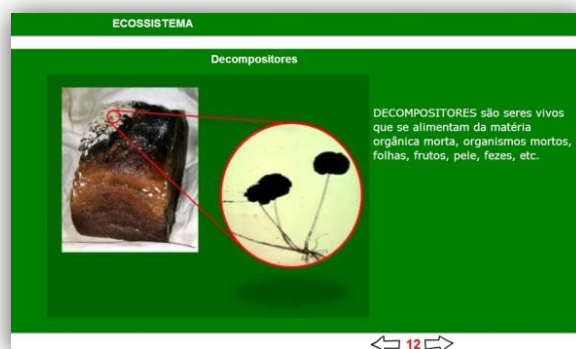 ECOSSISTEMA
Decompositores
DECOMPOSITORES são seres vivos
que se alimentam da matéria
orgânica morta, organismos mortos,
folhas, frutos, pele, fezes, etc.
12